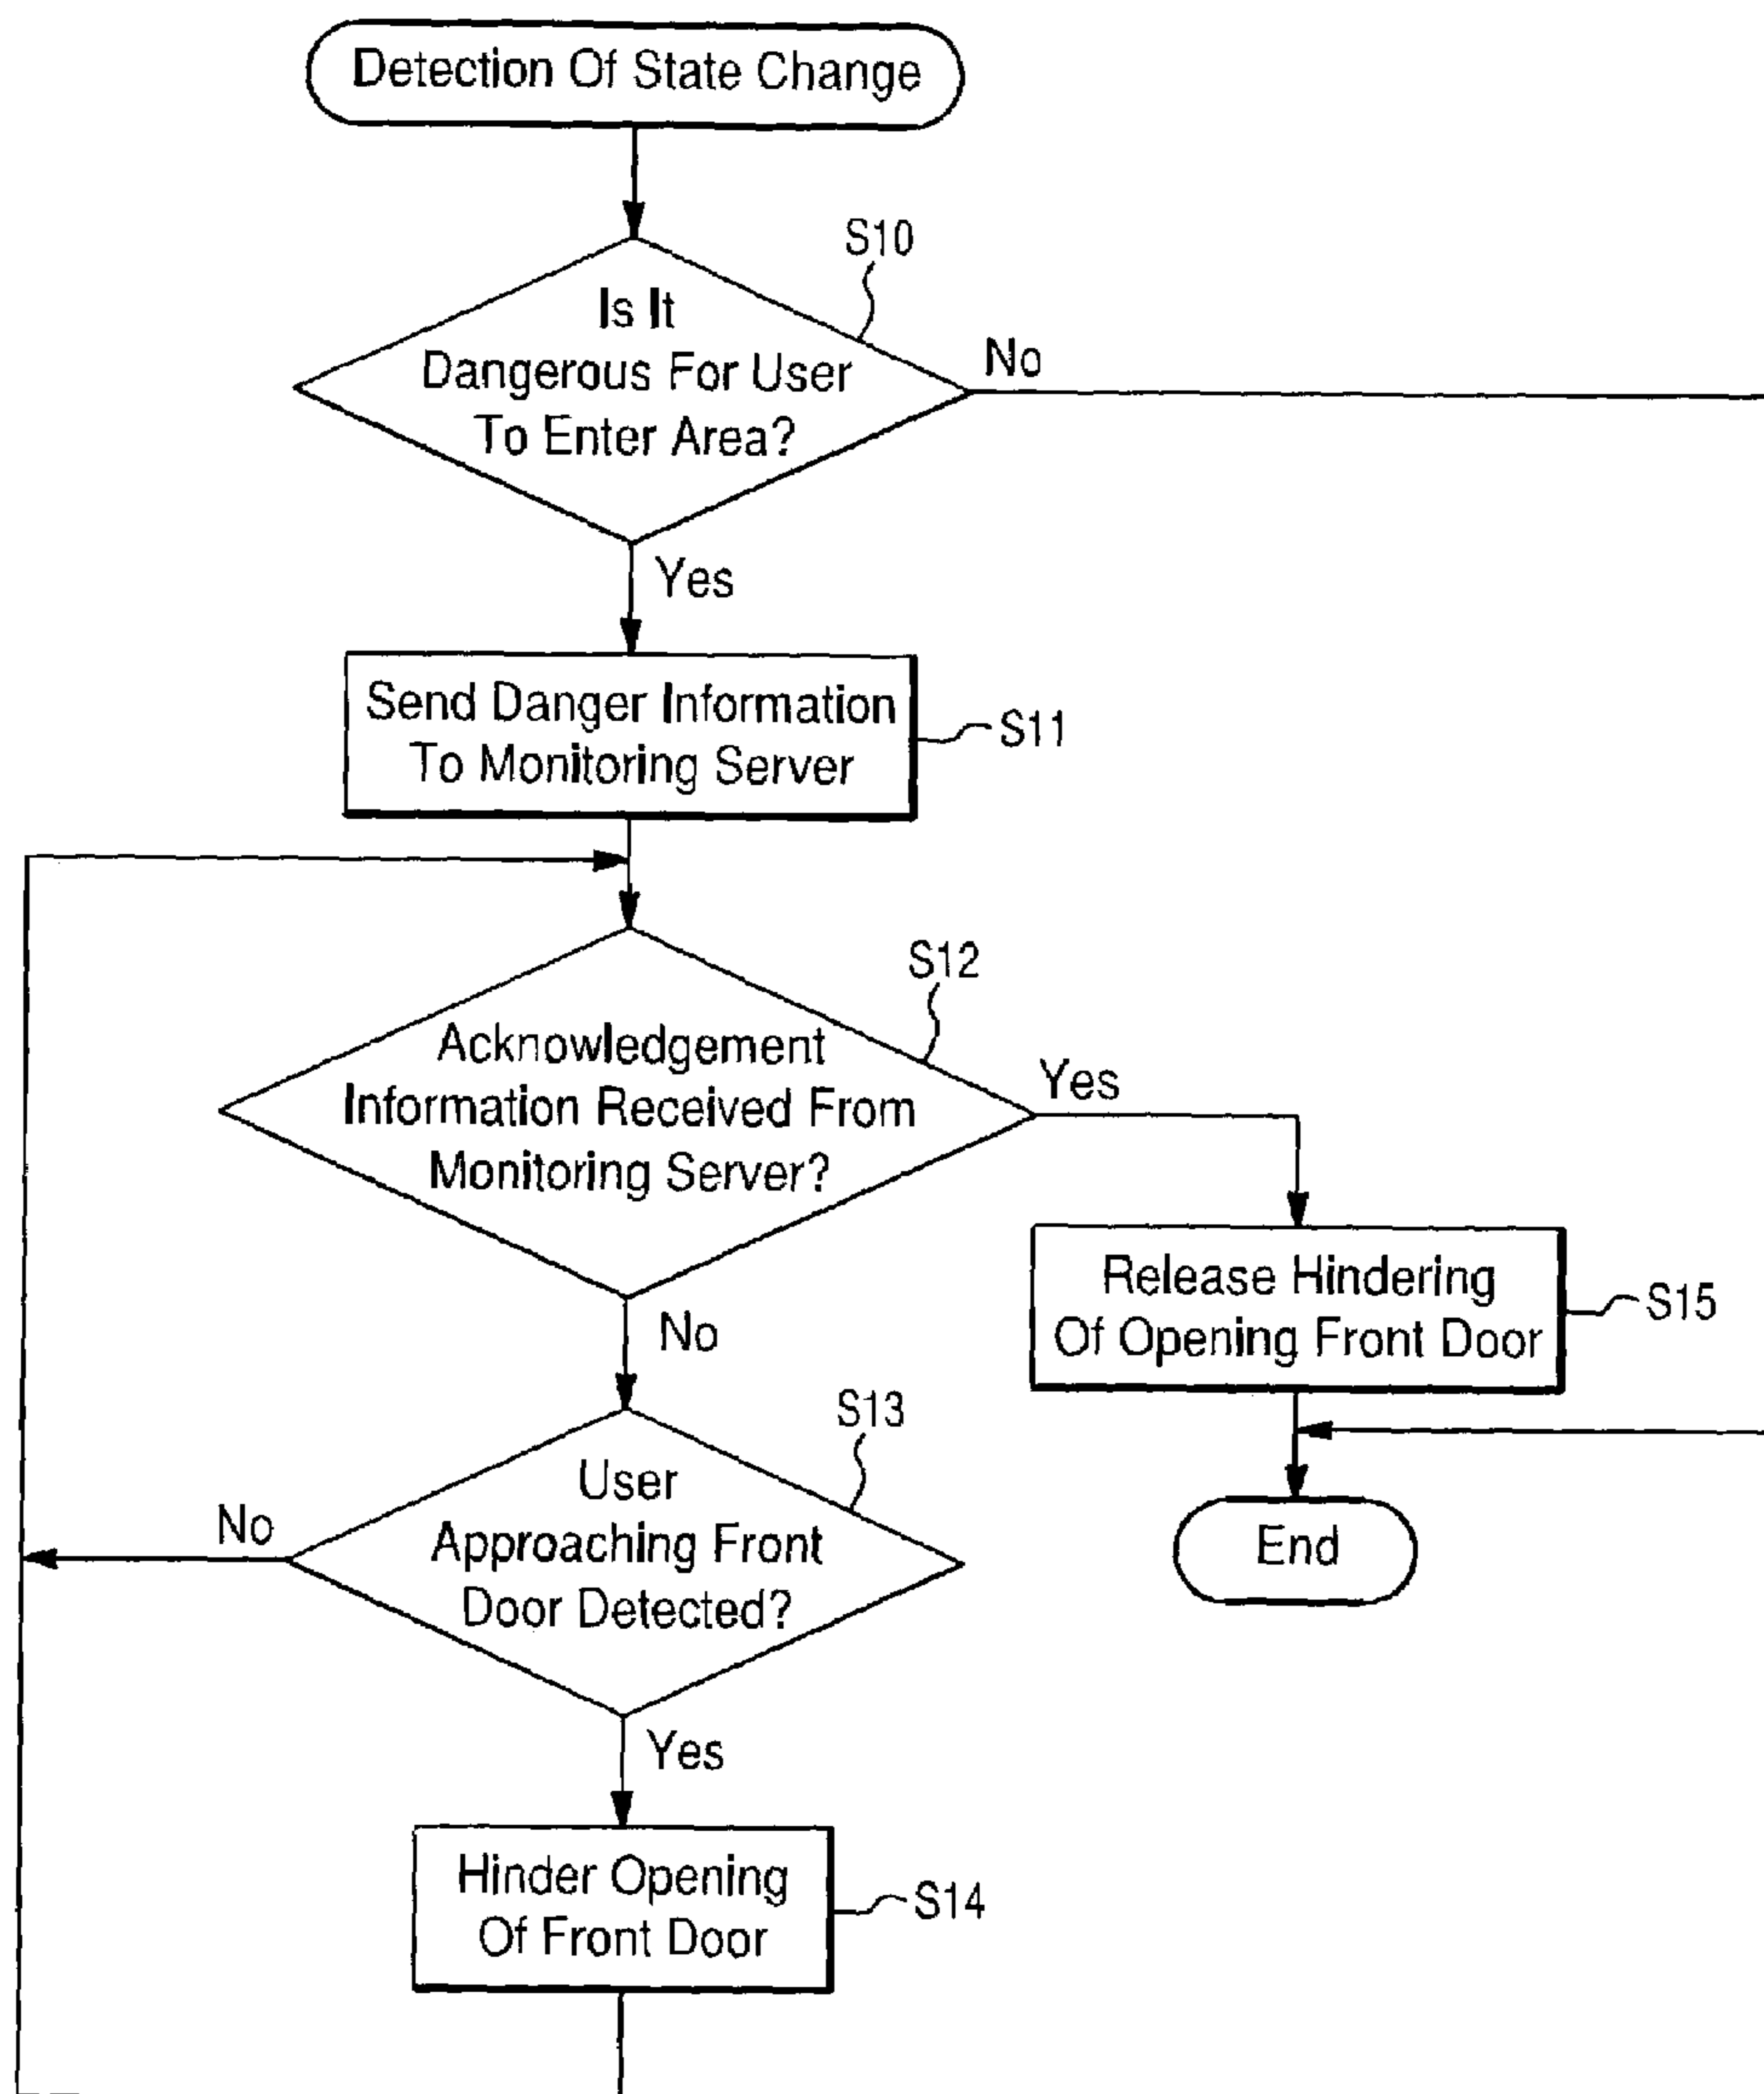 Detection Of State Change
S10
Is It
Dangerous For User
To Enter Area?
No
Yes
Send Danger Information
To Monitoring Server
S11
S12
Acknowledgement
Information Received From
Monitoring Server?
Yes
No
Release Hindering
Of Opening Front Door
S15
S13
User
Approaching Front
Door Detected?
No
End
Yes
Hinder Opening
Of Front Door
S14